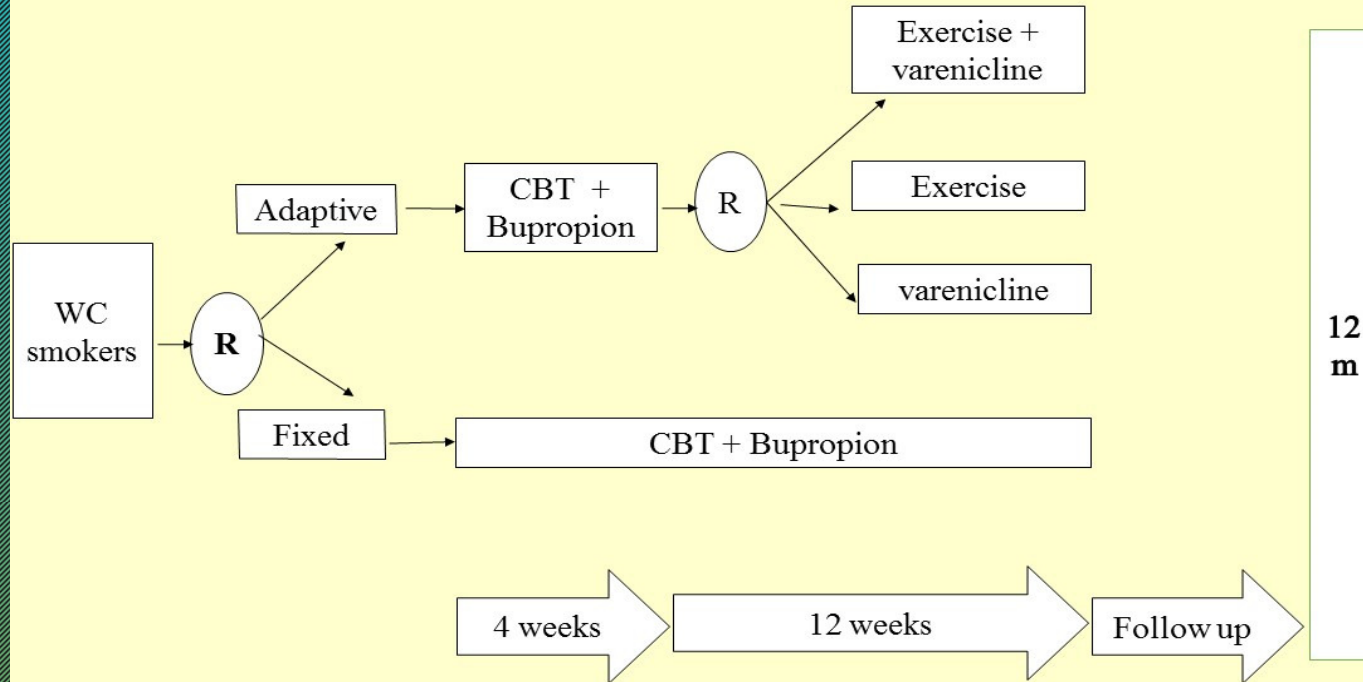 Exercise +
varenicline
CBT +
Bupropion
R
Exercise
Adaptive
varenicline
WC
smokers
R
12
m
Fixed
CBT + Bupropion
4 weeks
12 weeks
Follow up